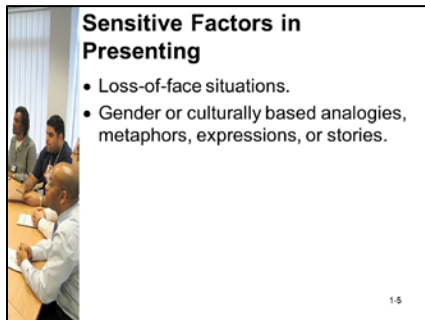 Sensitive Factors in
Presenting
• Loss-of-face situations.
• Gender or culturally based analogies,
metaphors, expressions, or stories.
1-5